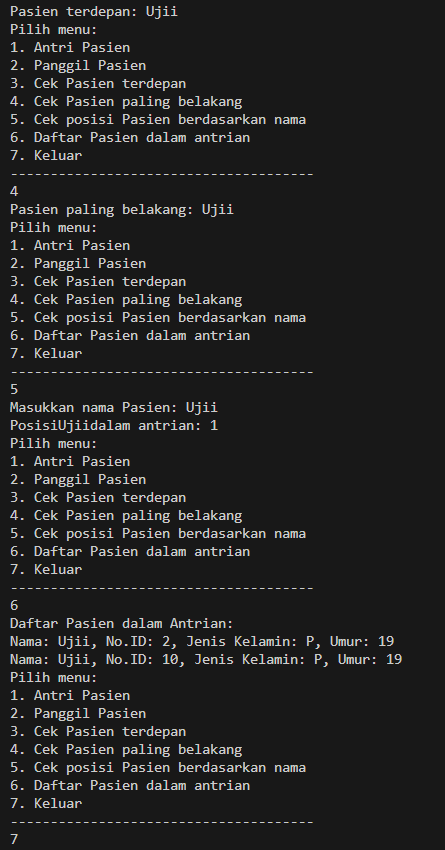 Pasien terdepan: Ujii
Pilih menu:
1. Antri Pasien
2. Panggil Pasien
3. Cek Pasien terdepan
4. Cek Pasien paling belakang
5. Cek posisi Pasien berdasarkan nama
6. Daftar Pasien dalam antrian
7. Keluar
--------------------------------------
4
Pasien paling belakang: Ujii
Pilih menu:
1. Antri Pasien
2. Panggil Pasien
3. Cek Pasien terdepan
4. Cek Pasien paling belakang
5. Cek posisi Pasien berdasarkan nama
6. Daftar Pasien dalam antrian
7. Keluar
--------------------------------------
5
Masukkan nama Pasien: Ujii
PosisiUjiidalam antrian: 1
Pilih menu:
1. Antri Pasien
2. Panggil Pasien
3. Cek Pasien terdepan
4. Cek Pasien paling belakang
5. Cek posisi Pasien berdasarkan nama
6. Daftar Pasien dalam antrian
7. Keluar
--------------------------------------
6
Daftar Pasien dalam Antrian:
Nama: Ujii, No.ID: 2, Jenis Kelamin: P, Umur: 19
Nama: Ujii, No.ID: 10, Jenis Kelamin: P, Umur: 19
Pilih menu:
1. Antri Pasien
2. Panggil Pasien
3. Cek Pasien terdepan
4. Cek Pasien paling belakang
5. Cek posisi Pasien berdasarkan nama
6. Daftar Pasien dalam antrian
7. Keluar
--------------------------------------
7